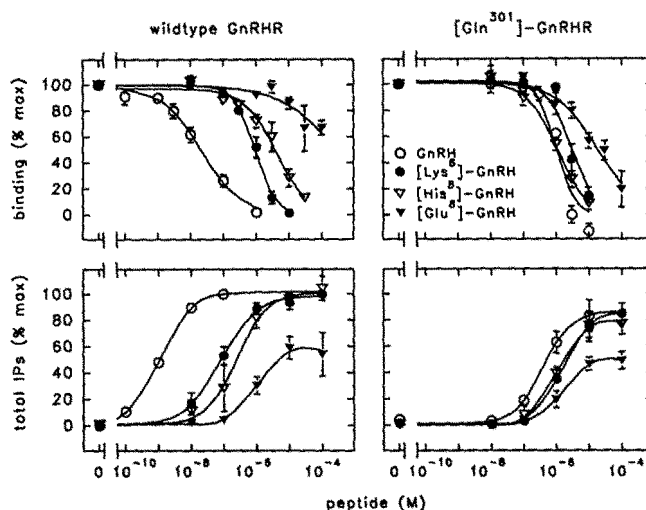 wildtype GnRHR
[Gln³⁰¹]-GnRHR
binding (% max)
100
80
60
40
20
0
GnRH
[Lys⁸]-GnRH
[His⁸]-GnRH
[Glu⁸]-GnRH
total IPs (% max)
100
80
60
40
20
0
0 10⁻¹⁰ 10⁻⁸ 10⁻⁶ 10⁻⁴
0 10⁻¹⁰ 10⁻⁸ 10⁻⁶ 10⁻⁴
peptide (M)